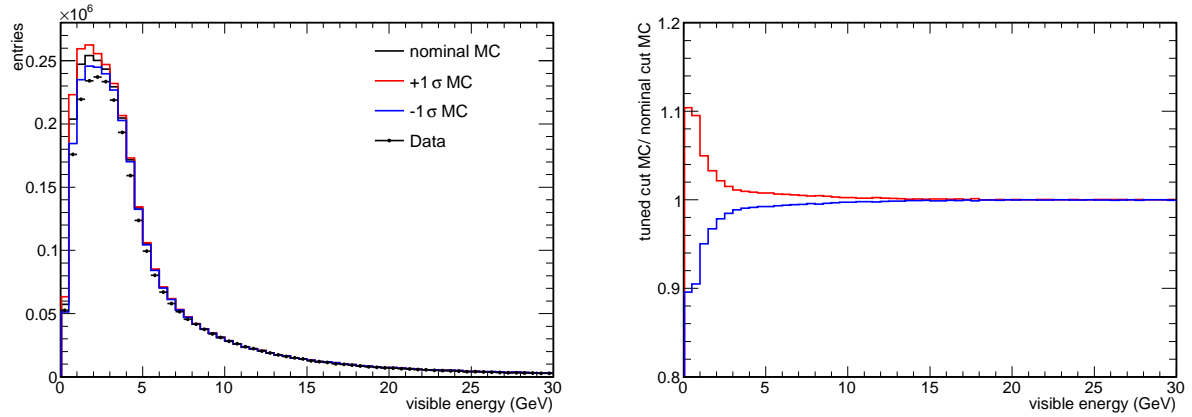 ×10⁶
entries
0.25
0.2
0.15
0.1
0.05
0
nominal MC
+1 σ MC
-1 σ MC
Data
0 5 10 15 20 25 30
visible energy (GeV)
tuned cut MC/ nominal cut MC
1.2
1.1
1
0.9
0.8
0 5 10 15 20 25 30
visible energy (GeV)